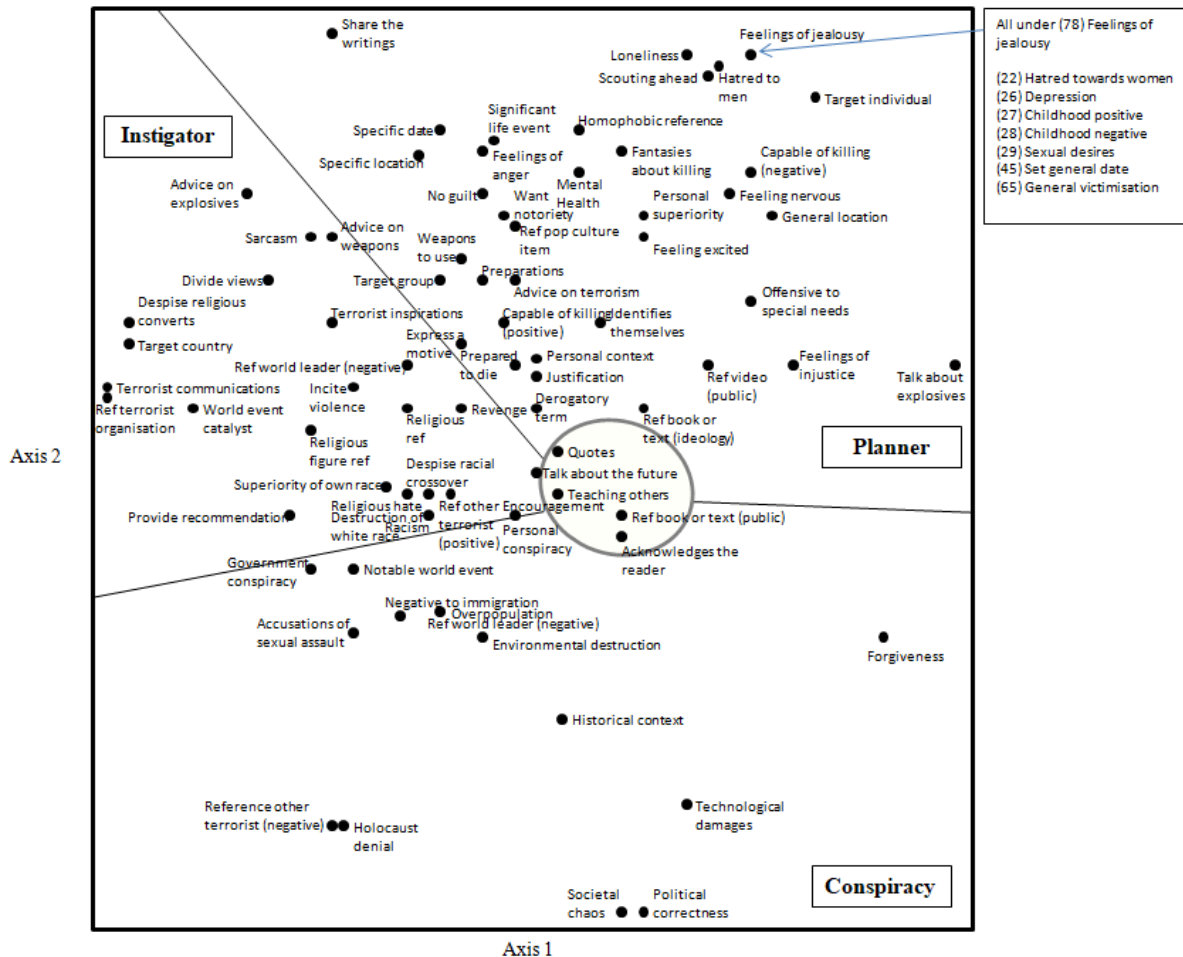 Share the
writings
Feelings of jealousy
Loneliness
Scouting ahead
Hatred to
men
Target individual
All under (78) Feelings of
jealousy
(22) Hatred towards women
(26) Depression
(27) Childhood positive
(28) Childhood negative
(29) Sexual desires
(45) Set general date
(65) General victimisation
Instigator
Specific date
Significant
life event
Homophobic reference
Specific location
Feelings of
anger
Fantasies
about killing
Capable of killing
(negative)
Advice on
explosives
No guilt
Want
notoriety
Mental
Health
Personal
superiority
Feeling nervous
General location
Sarcasm
Advice on
weapons
Weapons
to use
Ref pop culture
item
Feeling excited
Divide views
Target group
Preparations
Advice on terrorism
Offensive to
special needs
Despise religious
converts
Terrorist inspirations
Capable of killing
(positive)
Identifies
themselves
Target country
Express a
motive
Prepared
to die
Personal context
Ref world leader (negative)
Justification
Ref video
(public)
Feelings of
injustice
Talk about
explosives
Terrorist communications
Ref terrorist
organisation
World event
catalyst
Incite
violence
Religious
ref
Revenge
Derogatory
term
Ref book or
text (ideology)
Religious
figure ref
Planner
Axis 2
Quotes
Despise racial
crossover
Talk about the future
Superiority of own race
Teaching others
Religious hate
Racism
Ref other
terrorist
(positive)
Encouragement
Provide recommendation
Destruction of
white race
Personal
conspiracy
Ref book or text (public)
Acknowledges the
reader
Government
conspiracy
Notable world event
Negative to immigration
Overpopulation
Ref world leader (negative)
Accusations of
sexual assault
Environmental destruction
Forgiveness
Historical context
Reference other
terrorist (negative)
Holocaust
denial
Technological
damages
Conspiracy
Societal
chaos
Political
correctness
Axis 1